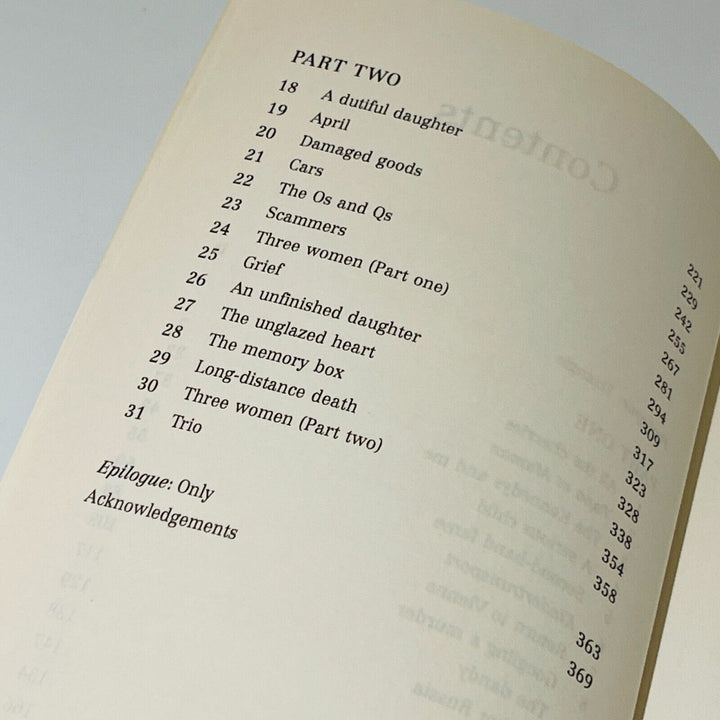 PART TWO
18 A dutiful daughter 221
19 April 229
20 Damaged goods 242
21 Cars 255
22 The Os and Qs 267
23 Scammers 281
24 Three women (Part one) 294
25 Grief 309
26 An unfinished daughter 317
27 The unglazed heart 323
28 The memory box 328
29 Long-distance death 338
30 Three women (Part two) 354
31 Trio 358
Epilogue: Only 363
Acknowledgements 369
Contents